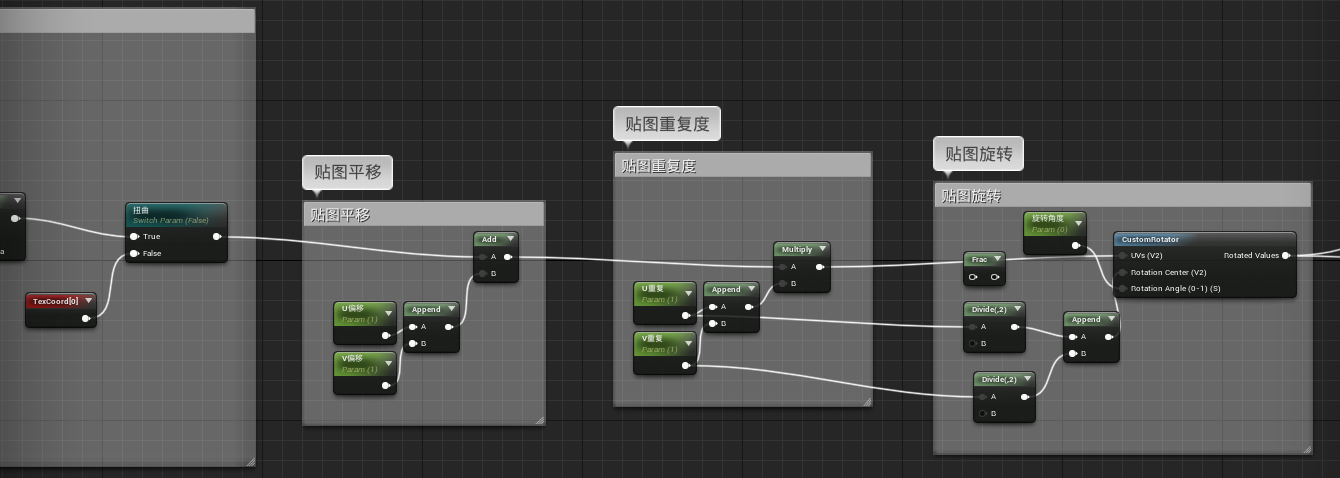 扭曲
Switch Param (False)
True
False
a
TexCoord[0]
贴图平移
贴图平移
Add
A
B
U偏移
Param (1)
V偏移
Param (1)
Append
A
B
贴图重复度
贴图重复度
Multiply
A
B
U重复
Param (1)
V重复
Param (1)
Append
A
B
贴图旋转
贴图旋转
旋转角度
Param (0)
Frac
CustomRotator
UVs (V2)
Rotated Values
Rotation Center (V2)
Rotation Angle (0-1) (S)
Divide(,2)
A
B
Append
A
B
Divide(,2)
A
B